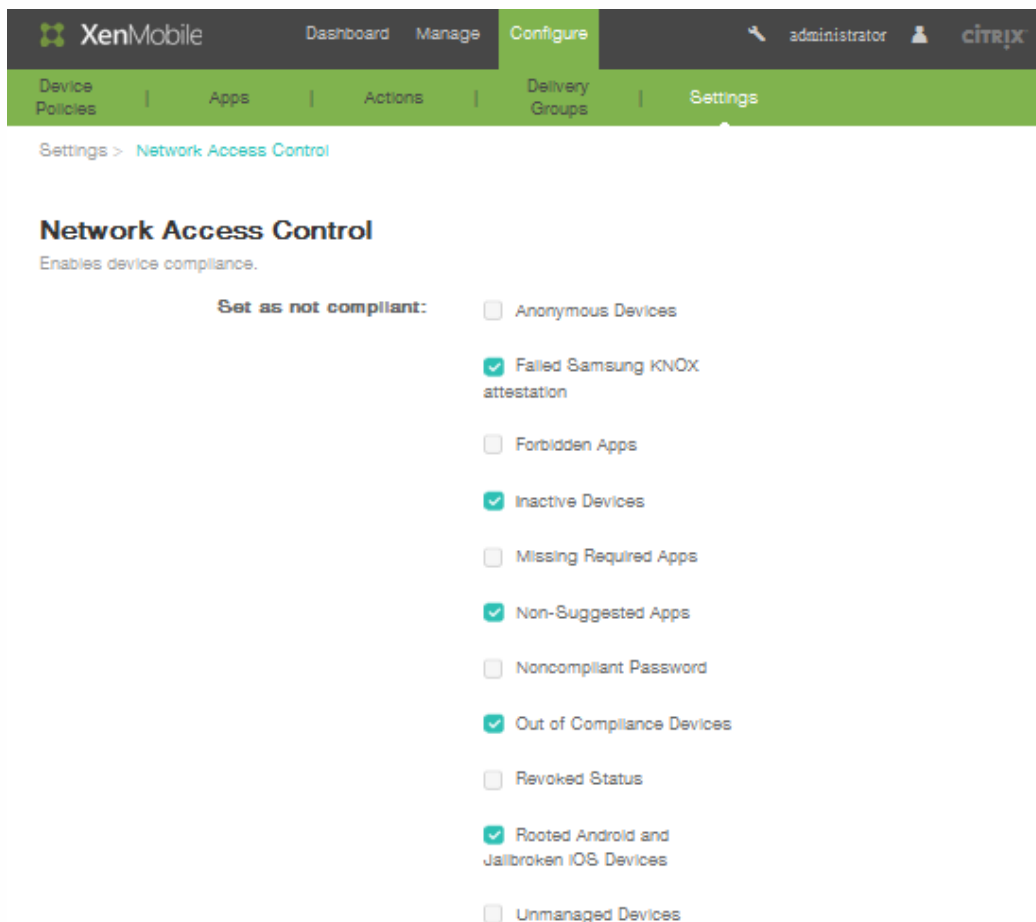 XenMobile Dashboard Manage Configure administrator CİTRIX
Device Policies | Apps | Actions | Delivery Groups | Settings
Settings > Network Access Control
Network Access Control
Enables device compliance.
Set as not compliant:
Anonymous Devices
Failed Samsung KNOX
attestation
Forbidden Apps
Inactive Devices
Missing Required Apps
Non-Suggested Apps
Noncompliant Password
Out of Compliance Devices
Revoked Status
Rooted Android and
Jailbroken iOS Devices
Unmanaged Devices